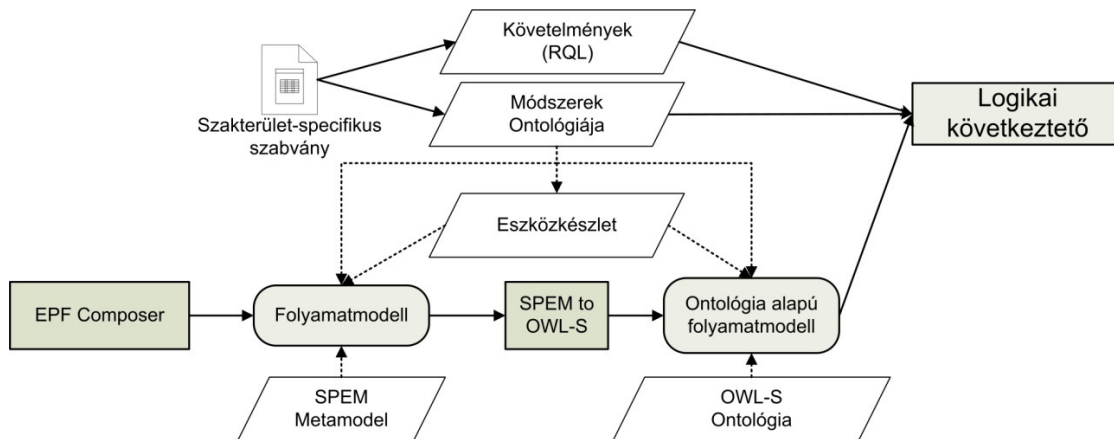 Követelmények
(RQL)
Szakterület-specifikus
szabvány
Módszerek
Ontológiája
Logikai
következtető
Eszközkészlet
EPF Composer
Folyamatmodell
SPEM to
OWL-S
Ontológia alapú
folyamatmodell
SPEM
Metamodel
OWL-S
Ontológia